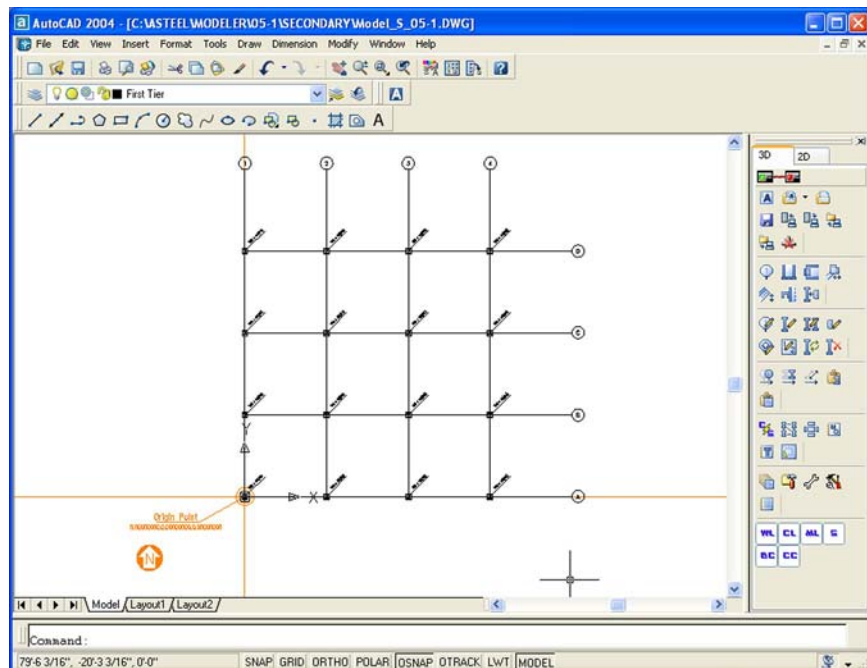 AutoCAD 2004 - [C:\ASTEEL\MODELER\05-1\SECONDARY\Model_S_05-1.DWG]
File Edit View Insert Format Tools Draw Dimension Modify Window Help
First Tier
A
3D 2D
1 2 3 4
D
C
B
Y
X
A
Origin Point
N
WL CL ML S
BC CC
Model Layout1 Layout2
Command:
79'-6 3/16", -20'-3 3/16", 0'-0" SNAP GRID ORTHO POLAR OSNAP OTRACK LWT MODEL